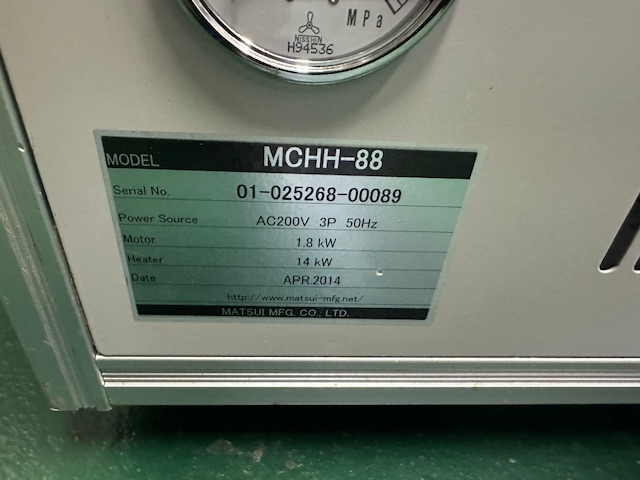 MPa
NISSHIN
H94536
MODEL MCHH-88
Serial No. 01-025268-00089
Power Source AC200V 3P 50Hz
Motor 1.8 kW
Heater 14 kW
Date APR.2014
http://www.matsui-mfg.net/
MATSUI MFG. CO., LTD.